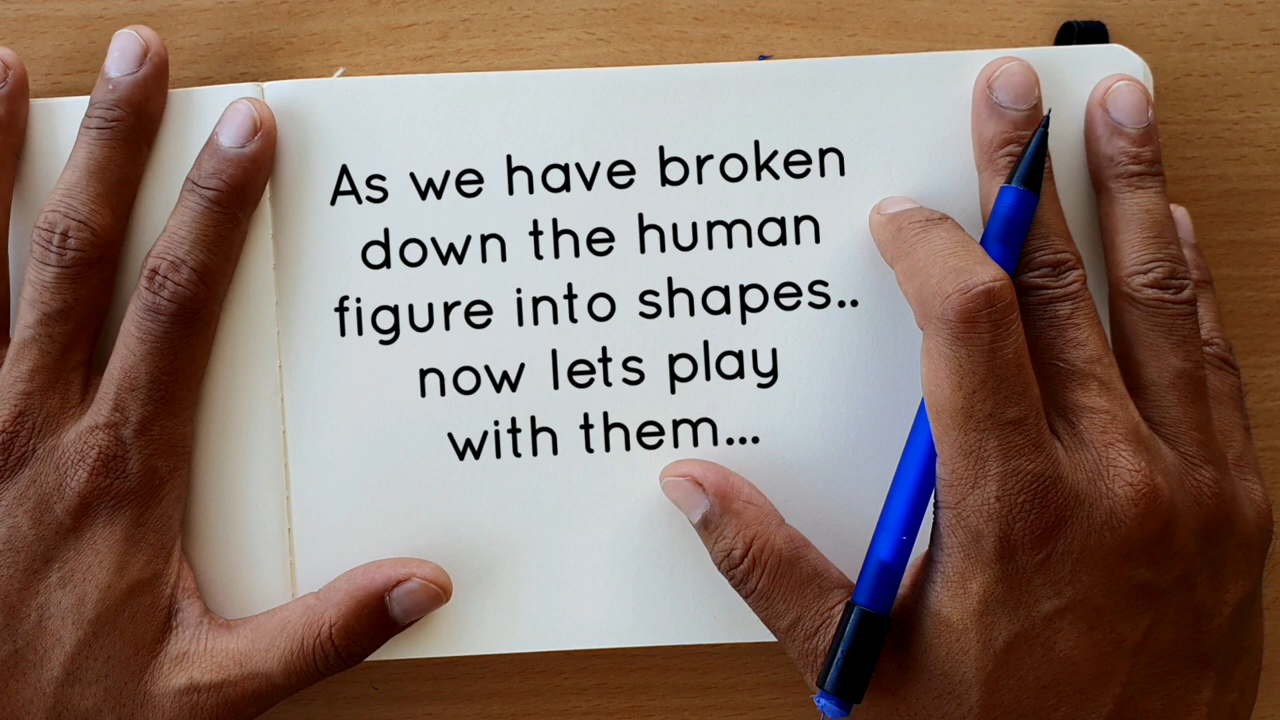 As we have broken
down the human
figure into shapes..
now lets play
with them...